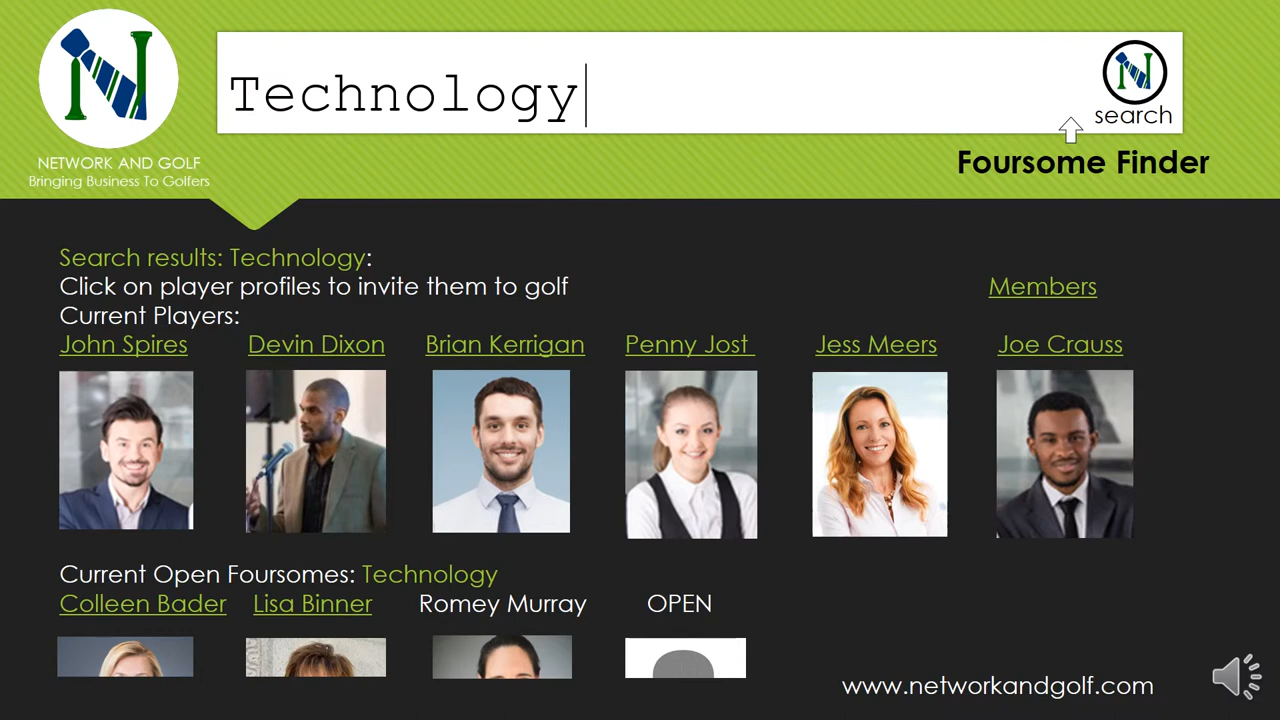 Technology
search
NETWORK AND GOLF
Bringing Business To Golfers
Foursome Finder
Search results: Technology:
Click on player profiles to invite them to golf
Members
Current Players:
John Spires Devin Dixon Brian Kerrigan Penny Jost Jess Meers Joe Crauss
Current Open Foursomes: Technology
Colleen Bader Lisa Binner Romey Murray OPEN
www.networkandgolf.com